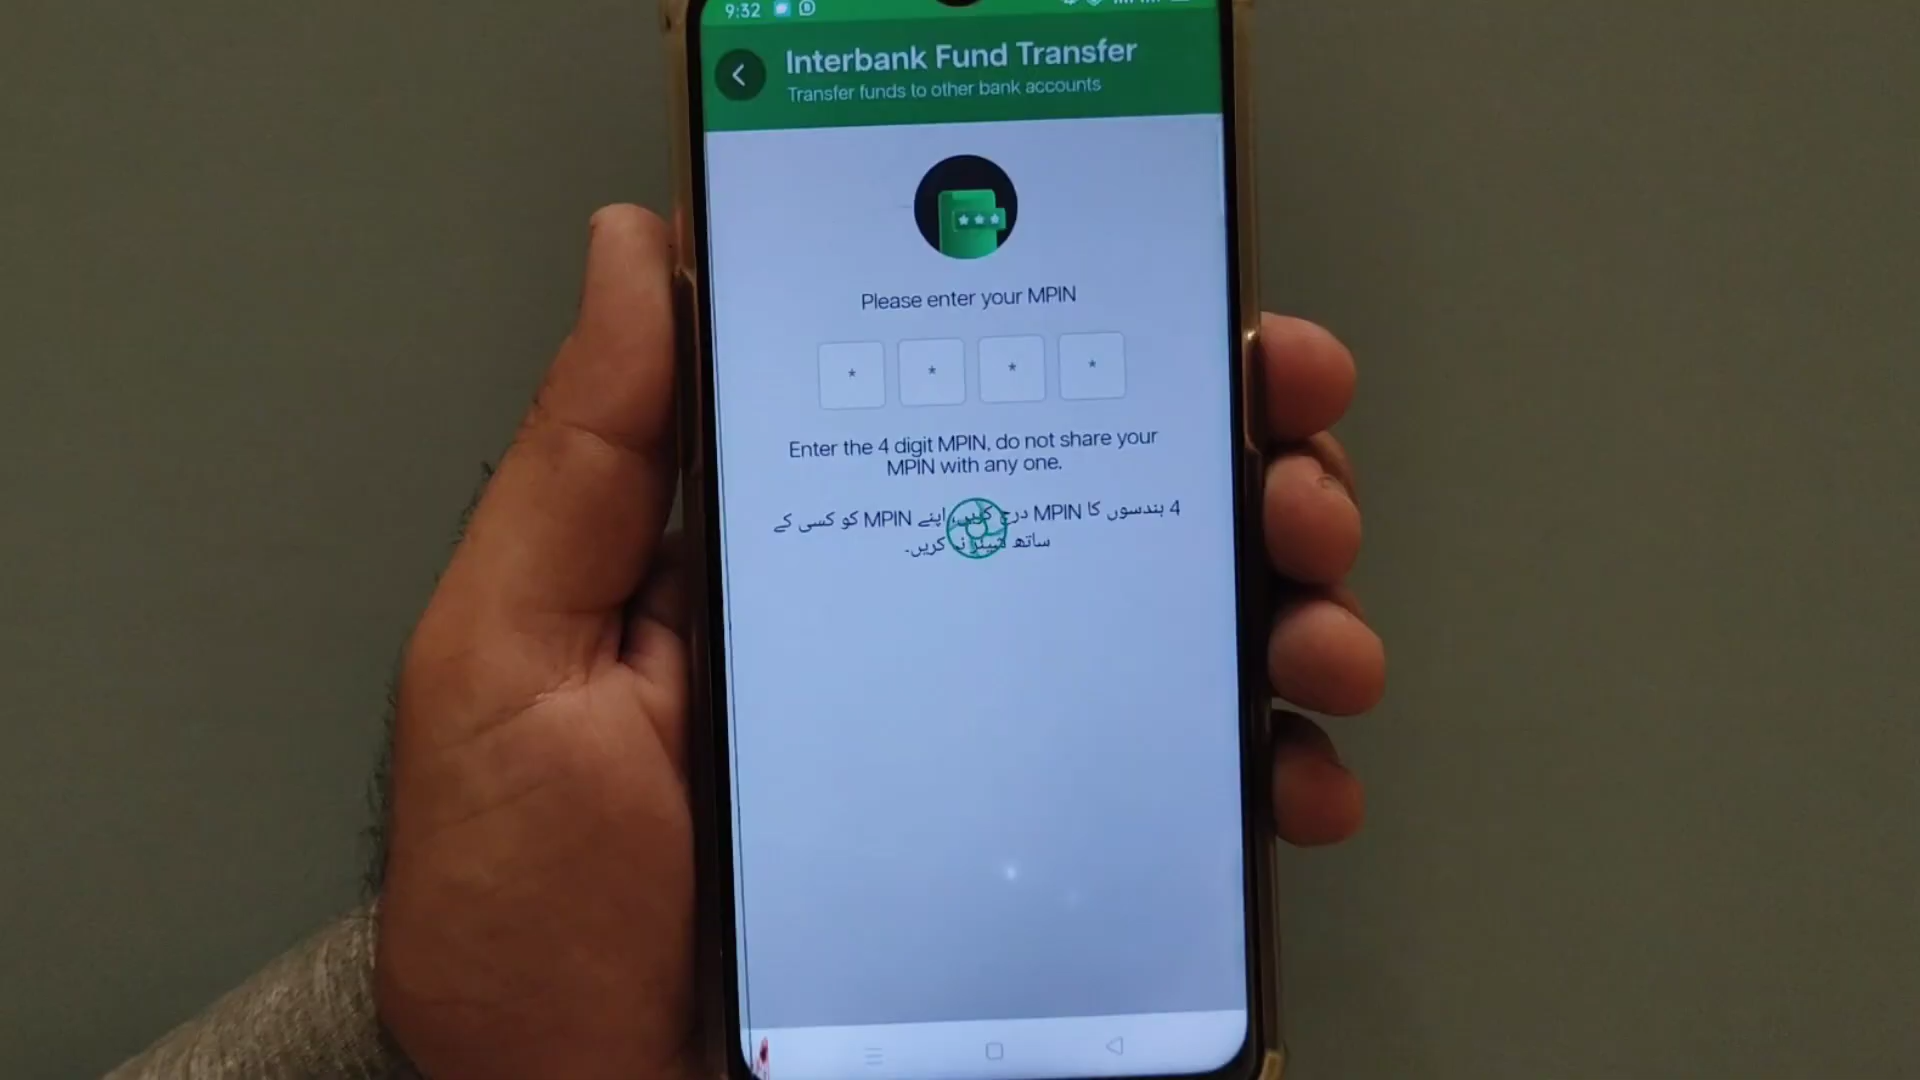 9:32
Interbank Fund Transfer
Transfer funds to other bank accounts
Please enter your MPIN
* * * *
Enter the 4 digit MPIN, do not share your
MPIN with any one.
4 ہندسوں کا MPIN درج کریں، اپنے MPIN کو کسی کے
ساتھ شیئر نہ کریں۔